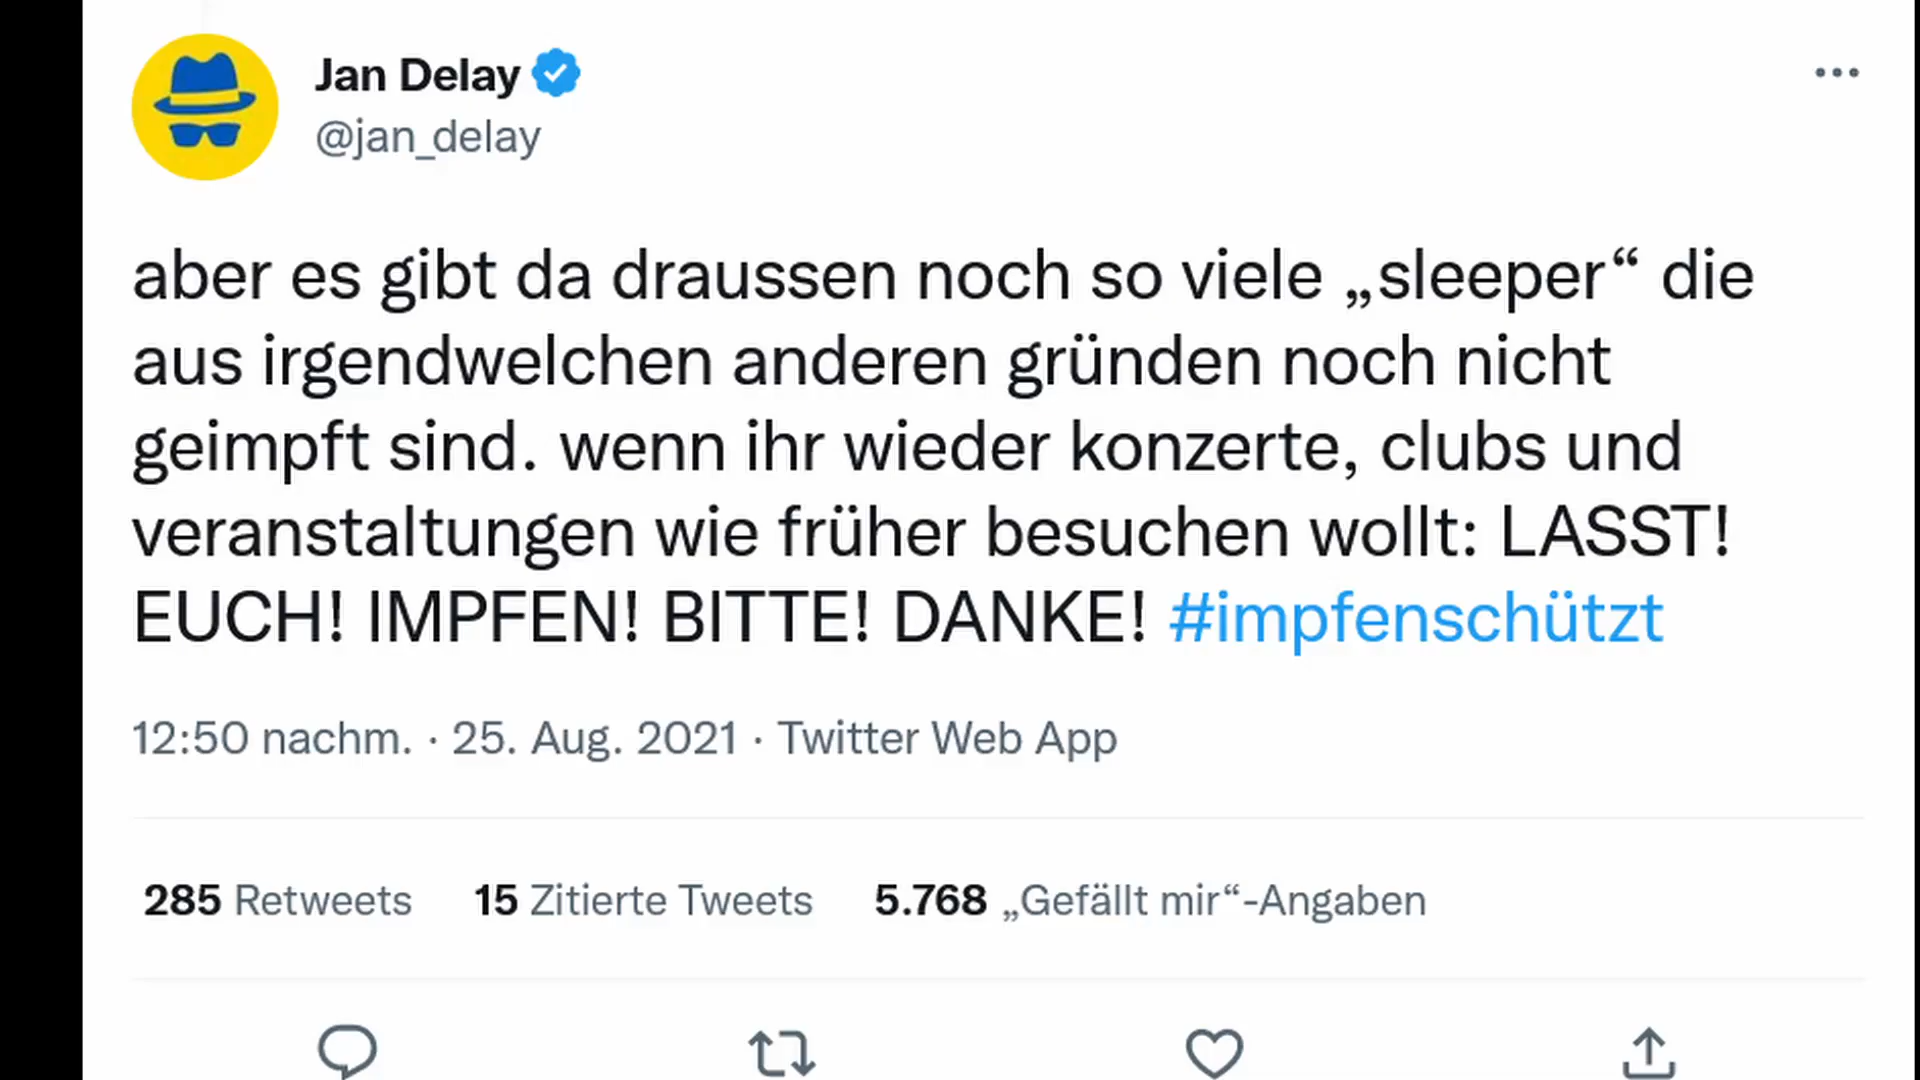 Jan Delay
@jan_delay
aber es gibt da draussen noch so viele „sleeper“ die
aus irgendwelchen anderen gründen noch nicht
geimpft sind. wenn ihr wieder konzerte, clubs und
veranstaltungen wie früher besuchen wollt: LASST!
EUCH! IMPFEN! BITTE! DANKE! #impfenschützt
12:50 nachm. · 25. Aug. 2021 · Twitter Web App
285 Retweets 15 Zitierte Tweets 5.768 „Gefällt mir“-Angaben